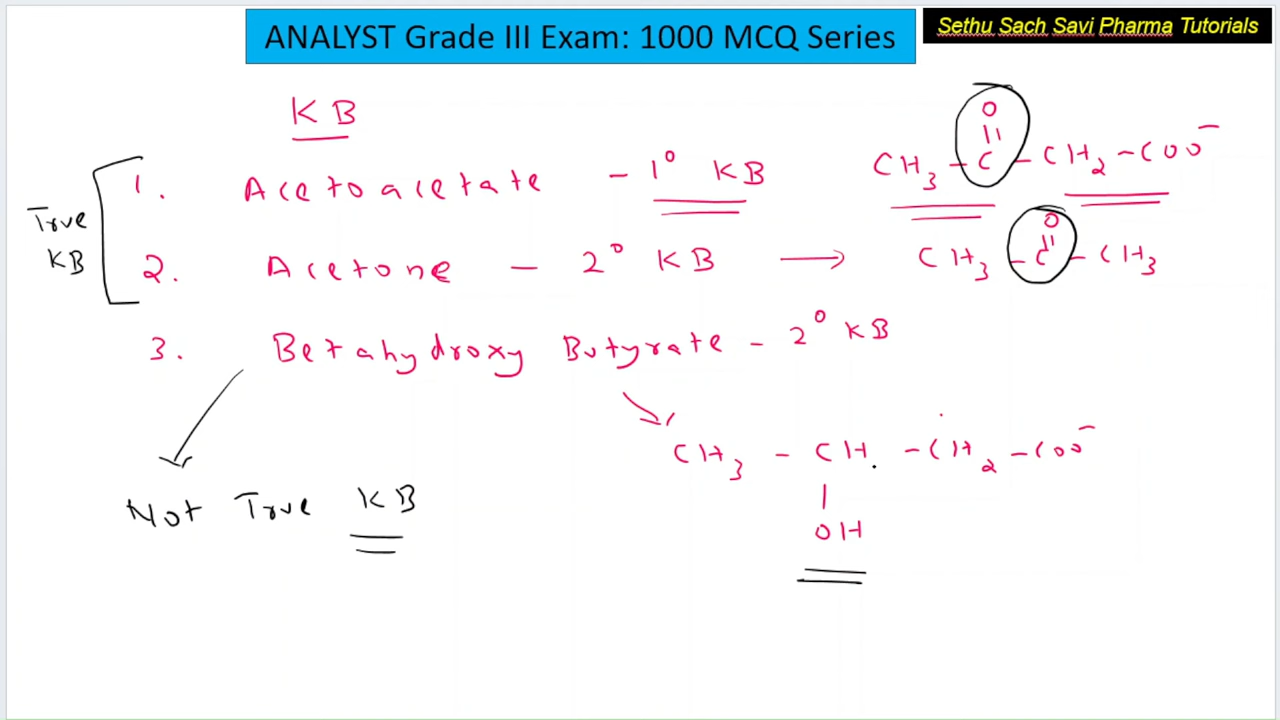 ANALYST Grade III Exam: 1000 MCQ Series
Sethu Sach Savi Pharma Tutorials
KB
True KB
1. Acetoacetate - 1° KB
O
||
CH3 - C - CH2 - COO⁻
2. Acetone - 2° KB →
O
||
CH3 - C - CH3
3. Betahydroxy Butyrate - 2° KB
CH3 - CH - CH2 - COO⁻
|
OH
Not True KB